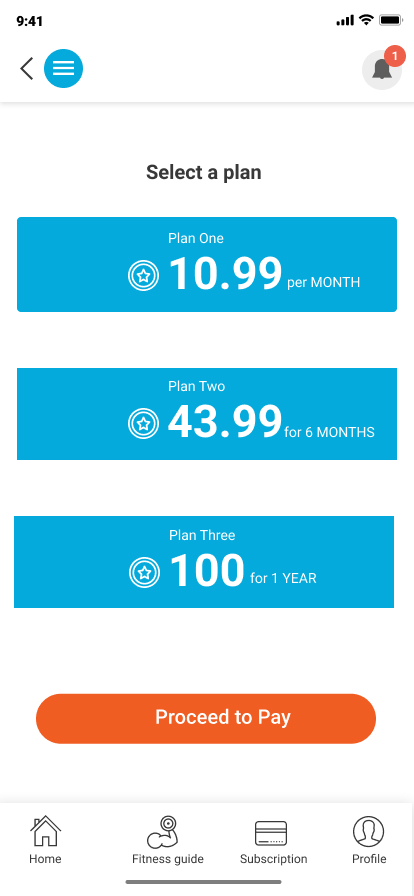 9:41
1
Select a plan
Plan One
10.99 per MONTH
Plan Two
43.99 for 6 MONTHS
Plan Three
100 for 1 YEAR
Proceed to Pay
Home Fitness guide Subscription Profile